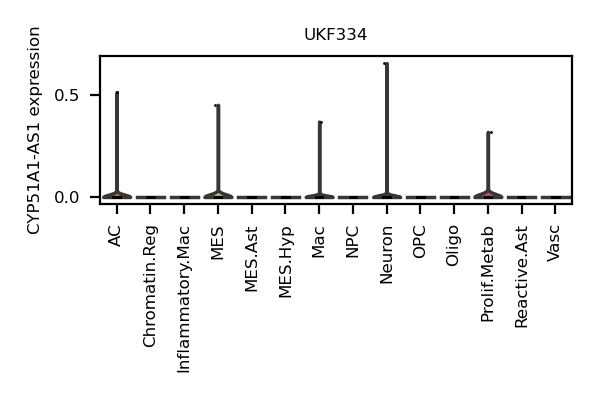 UKF334
CYP51A1-AS1 expression
0.5
0.0
AC
Chromatin.Reg
Inflammatory.Mac
MES
MES.Ast
MES.Hyp
Mac
NPC
Neuron
OPC
Oligo
Prolif.Metab
Reactive.Ast
Vasc